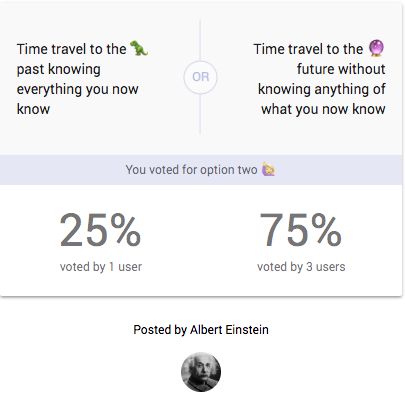 Time travel to the 🦖
past knowing
everything you now
know
OR
Time travel to the 🔮
future without
knowing anything of
what you now know
You voted for option two 🙋
25%
voted by 1 user
75%
voted by 3 users
Posted by Albert Einstein